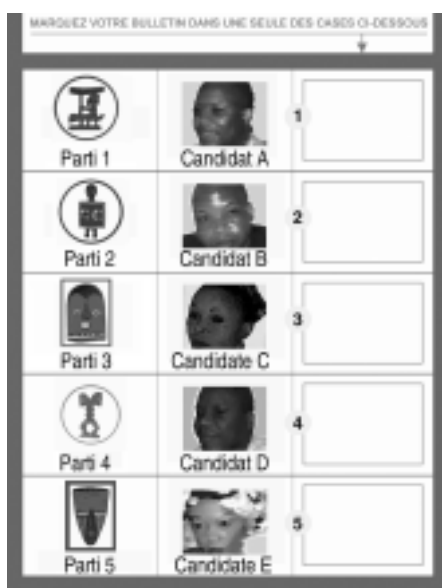 MARQUEZ VOTRE BULLETIN DANS UNE SEULE DES CASES CI-DESSOUS
Parti 1 Candidat A 1
Parti 2 Candidat B 2
Parti 3 Candidate C 3
Parti 4 Candidat D 4
Parti 5 Candidate E 5